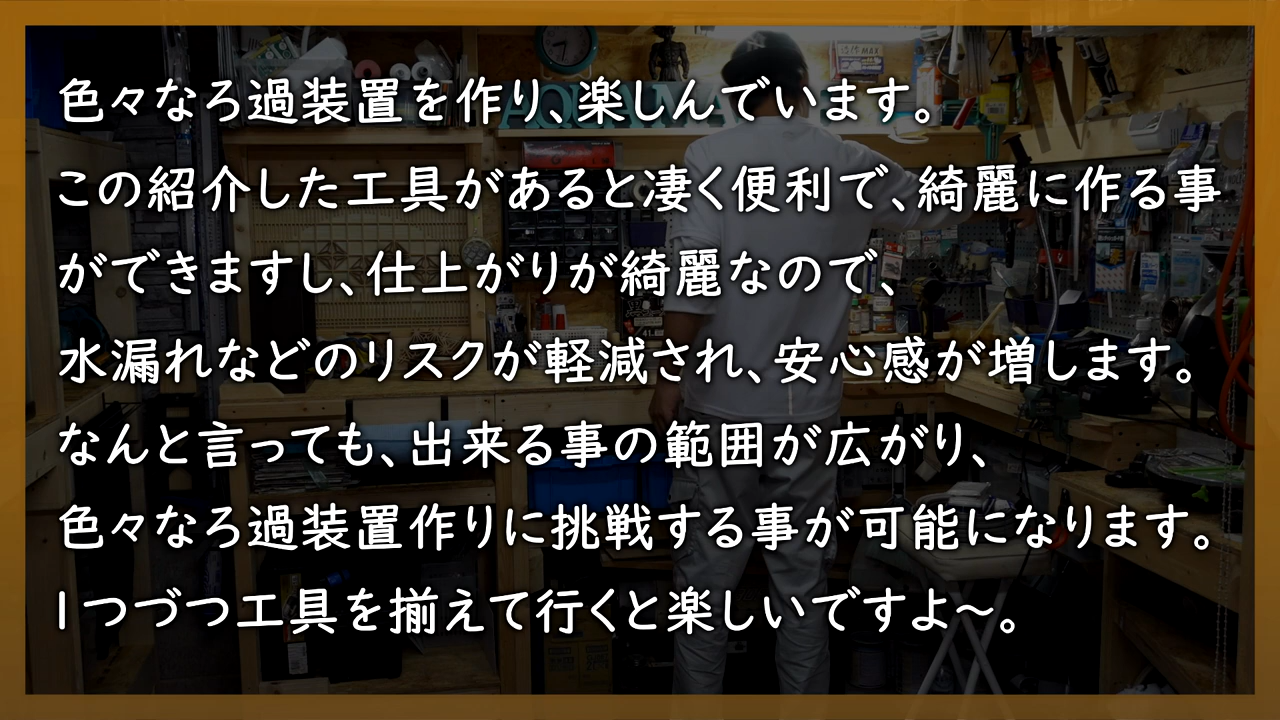 色々なろ過装置を作り、楽しんでいます。
この紹介した工具があると凄く便利で、綺麗に作る事
ができますし、仕上がりが綺麗なので、
水漏れなどのリスクが軽減され、安心感が増します。
なんと言っても、出来る事の範囲が広がり、
色々なろ過装置作りに挑戦する事が可能になります。
1つづつ工具を揃えて行くと楽しいですよ～。